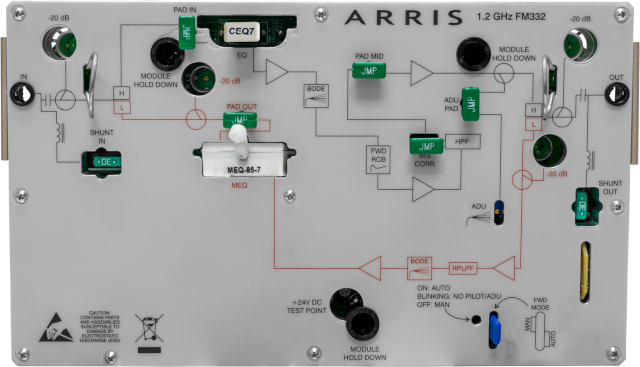 ARRIS 1.2 GHz FM332
-20 dB
PAD IN
JMP
CEQ7
EQ
MODULE
HOLD DOWN
-20 dB
PAD MID
JMP
MODULE
HOLD DOWN
-20 dB
IN
OUT
H
L
BODE
ADU
PAD
JMP
H
L
PAD OUT
JMP
SHUNT
IN
DE
MEQ-85-7
MEQ
FWD
RCB
JMP
SIG.
CORR.
HPF
-20 dB
SHUNT
OUT
DE
ADU
BODE
RPLPF
+24V DC
TEST POINT
MODULE
HOLD DOWN
ON: AUTO
BLINKING: NO PILOT/ADU
OFF: MAN
FWD
MODE
MAN
AUTO
CAUTION:
CONTAINS PARTS
AND ASSEMBLIES
SUSCEPTIBLE TO
DAMAGE BY
ELECTROSTATIC
DISCHARGE (ESD)